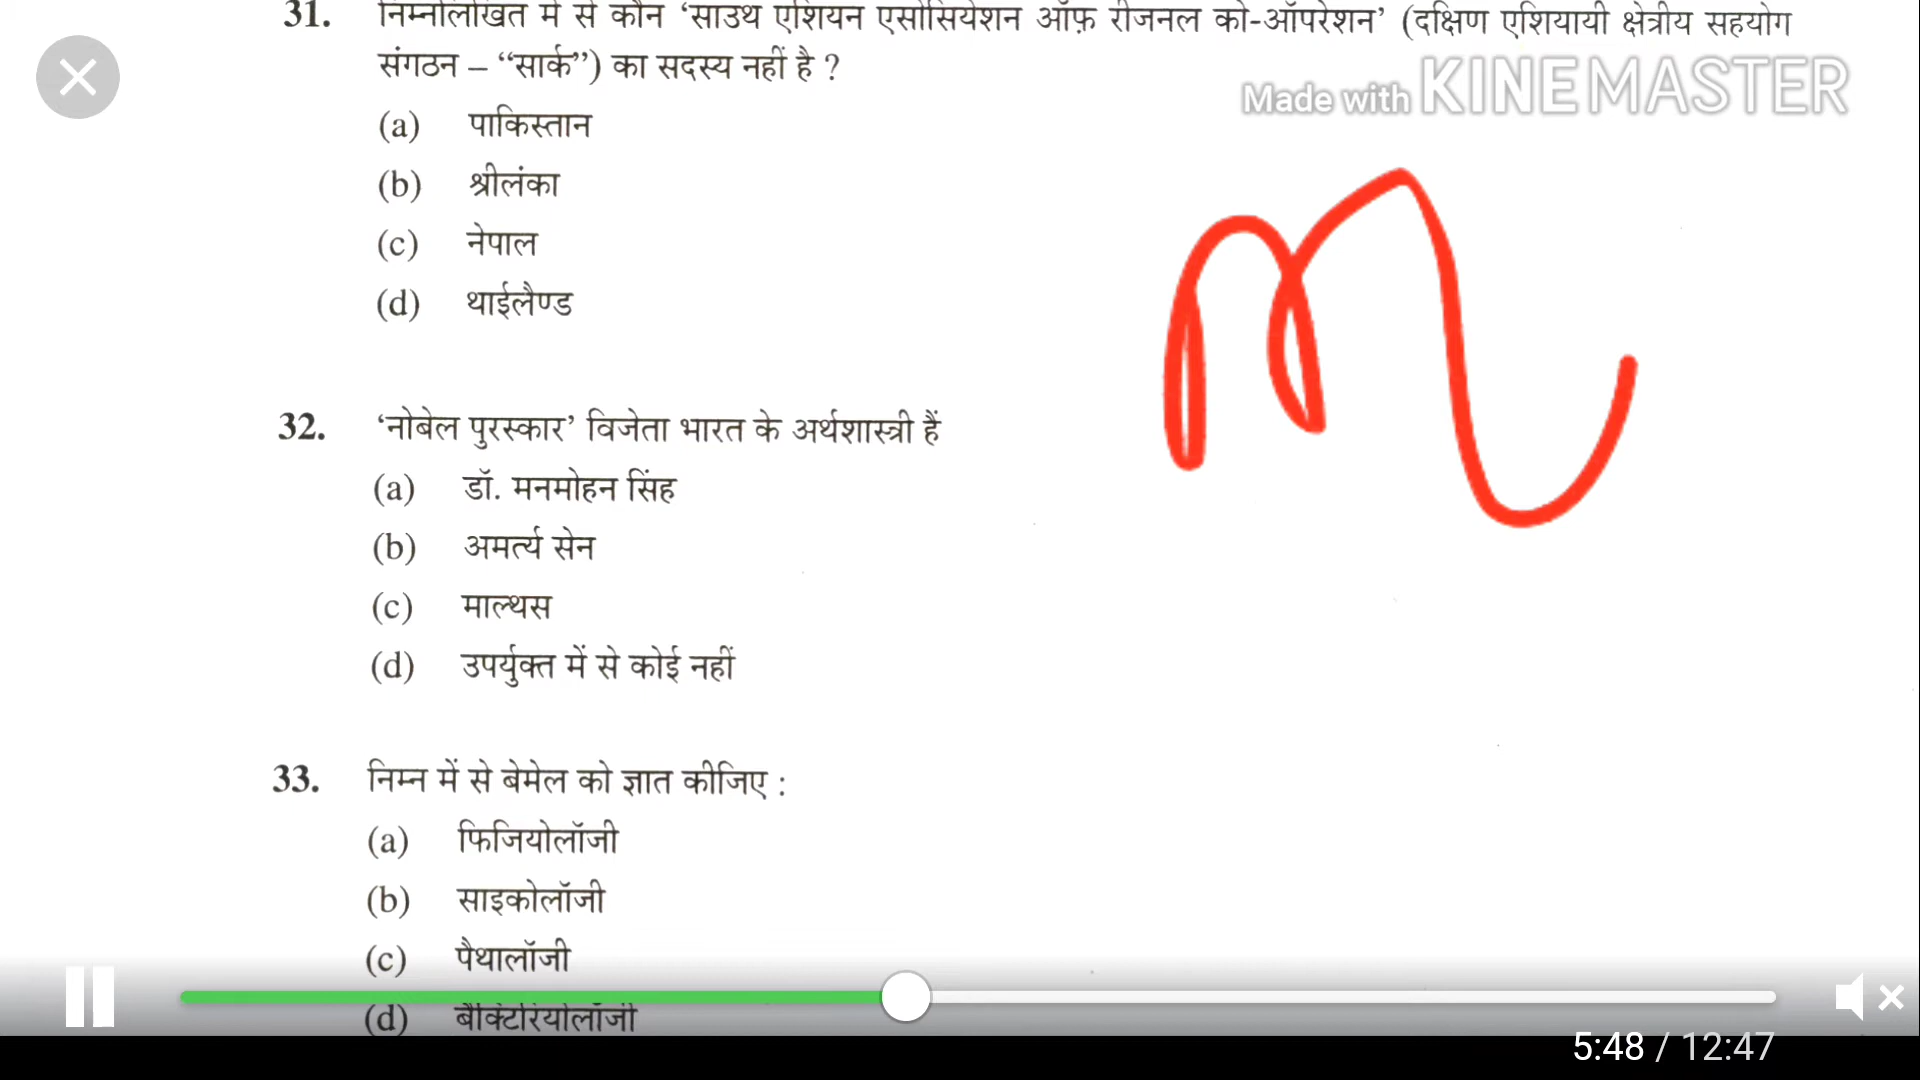 31. निम्नलिखित में से कौन ‘साउथ एशियन एसोसियेशन ऑफ़ रीजनल को-ऑपरेशन’ (दक्षिण एशियायी क्षेत्रीय सहयोग
संगठन – “सार्क”) का सदस्य नहीं है ?
Made with KINEMASTER
(a) पाकिस्तान
(b) श्रीलंका
(c) नेपाल
(d) थाईलैण्ड
32. ‘नोबेल पुरस्कार’ विजेता भारत के अर्थशास्त्री हैं
(a) डॉ. मनमोहन सिंह
(b) अमर्त्य सेन
(c) माल्थस
(d) उपर्युक्त में से कोई नहीं
33. निम्न में से बेमेल को ज्ञात कीजिए :
(a) फिजियोलॉजी
(b) साइकोलॉजी
(c) पैथालॉजी
(d) बैक्टिरियोलॉजी
5:48 / 12:47